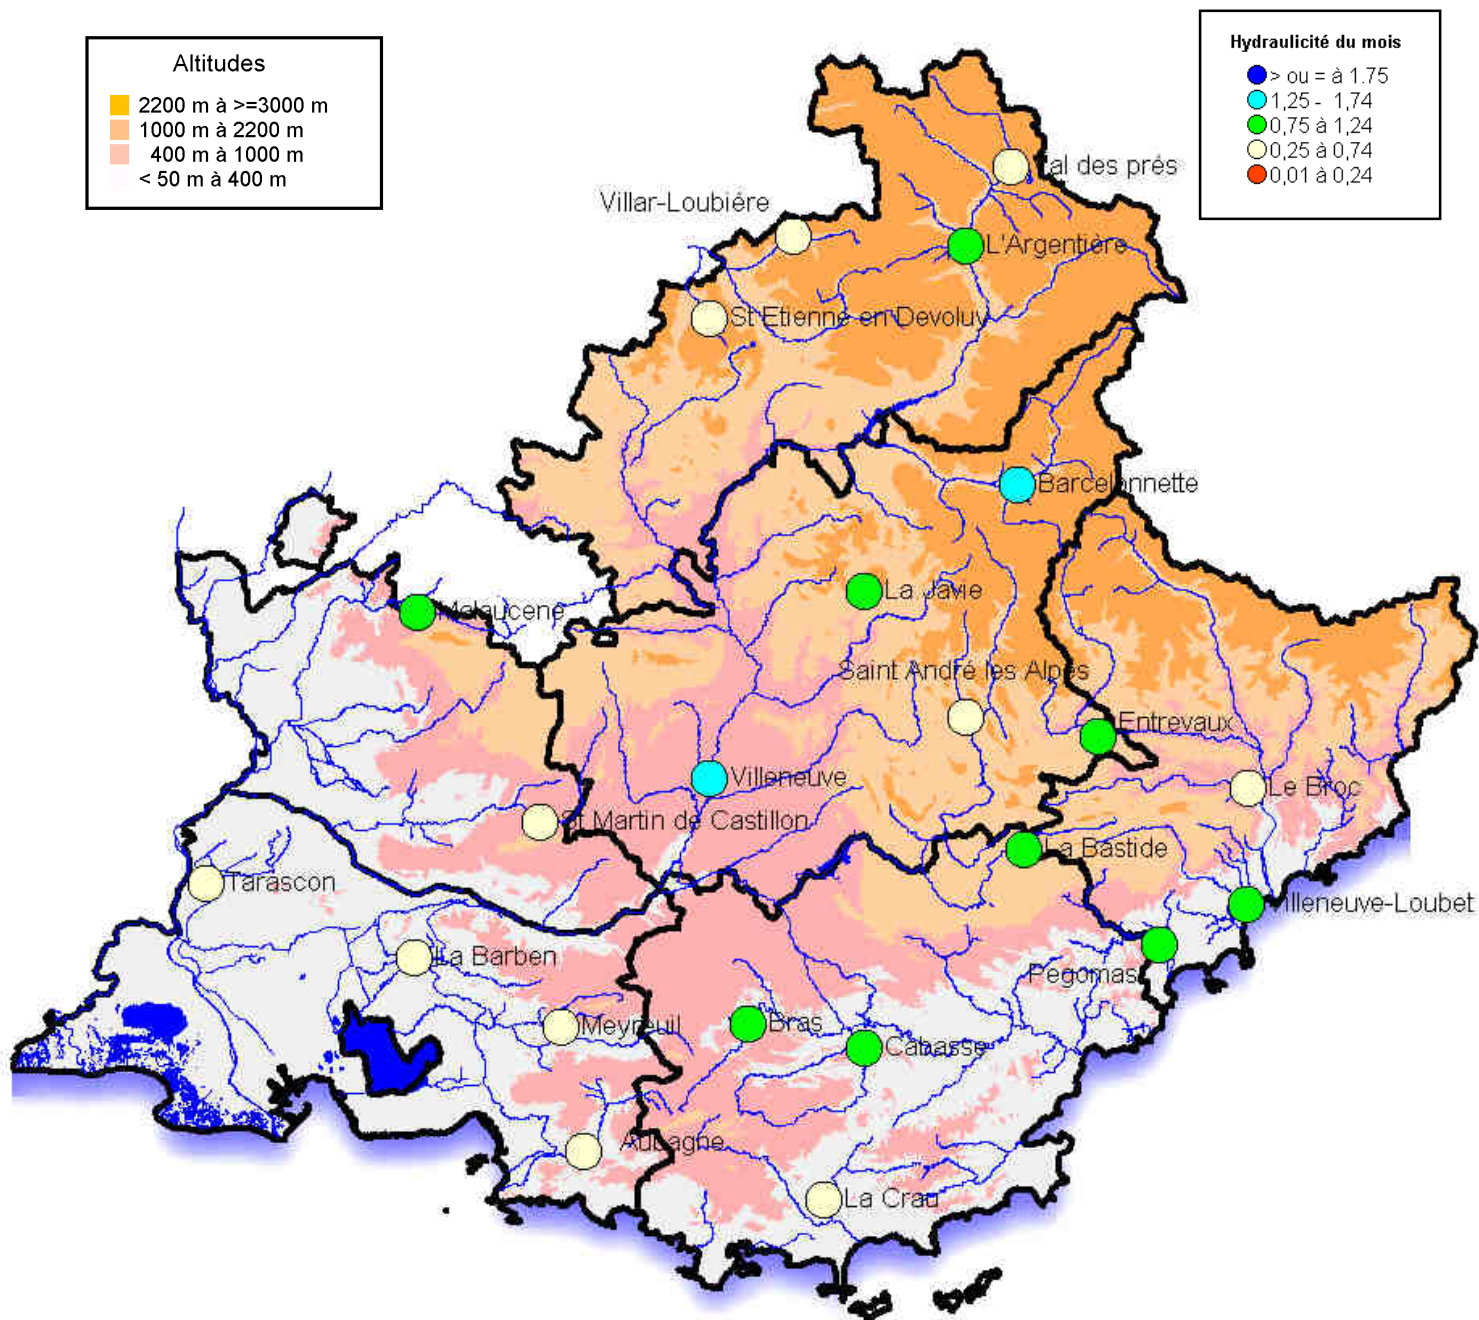 Altitudes
2200 m à >=3000 m
1000 m à 2200 m
400 m à 1000 m
< 50 m à 400 m
Hydraulicité du mois
> ou = à 1.75
1,25 - 1,74
0,75 à 1,24
0,25 à 0,74
0,01 à 0,24
al des prés
Villar-Loubiére
L'Argentière
St Etienne en Devoluy
Barcelonnette
La Javie
Malaucene
Saint André les Alpes
Entrevaux
Villeneuve
Le Broc
St Martin de Castillon
La Bastide
Tarascon
Villeneuve-Loubet
La Barben
Pegomas
Meyreuil
Bras
Cabasse
Aubagne
La Crau